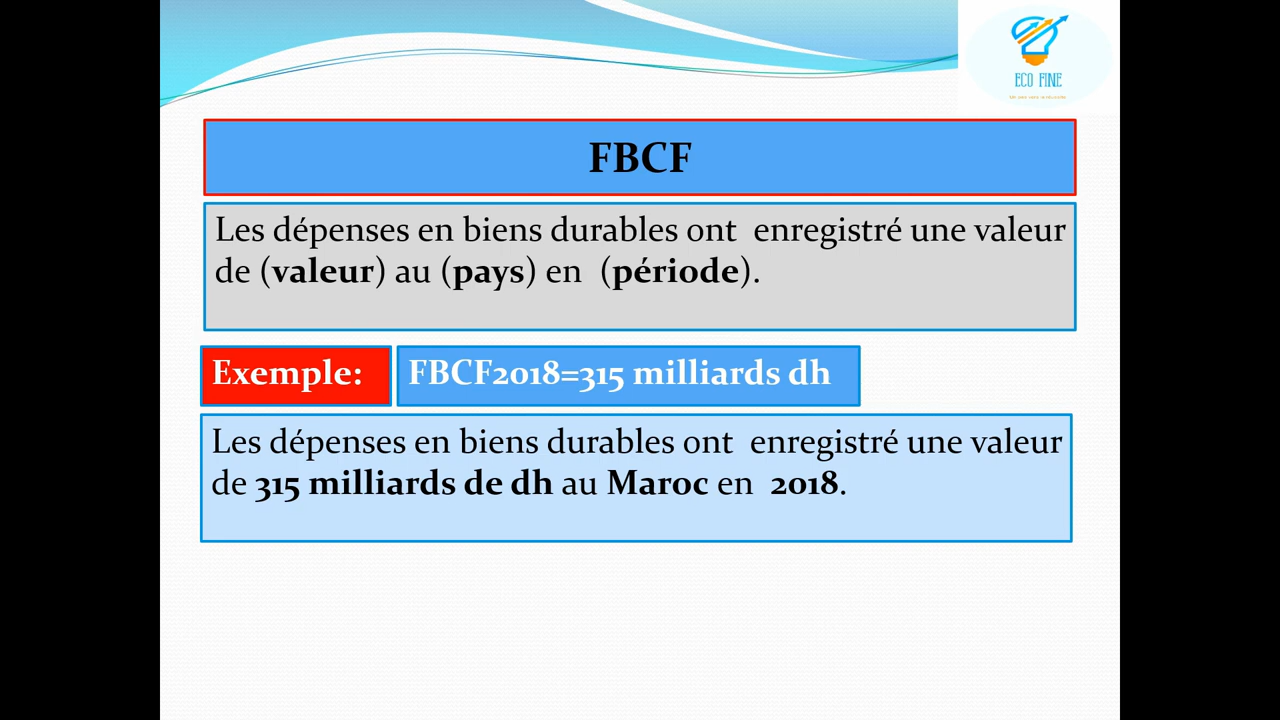 ECO FINE
FBCF
Les dépenses en biens durables ont enregistré une valeur
de (valeur) au (pays) en (période).
Exemple: FBCF2018=315 milliards dh
Les dépenses en biens durables ont enregistré une valeur
de 315 milliards de dh au Maroc en 2018.